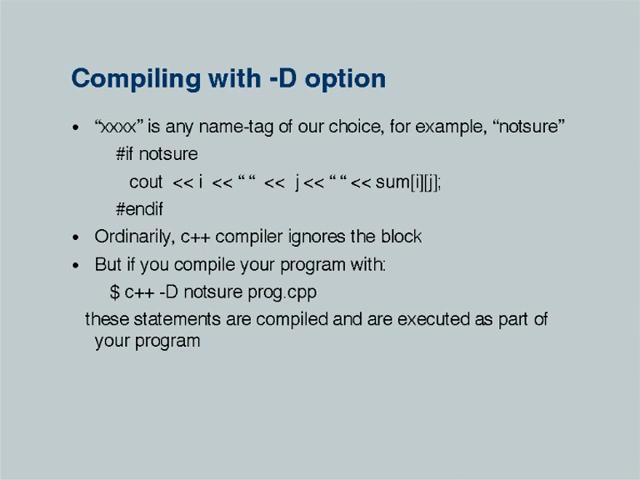 Compiling with -D option
• “xxxx” is any name-tag of our choice, for example, “notsure”
#if notsure
cout << i << “ “ << j << “ “ << sum[i][j];
#endif
• Ordinarily, c++ compiler ignores the block
• But if you compile your program with:
$ c++ -D notsure prog.cpp
these statements are compiled and are executed as part of
your program